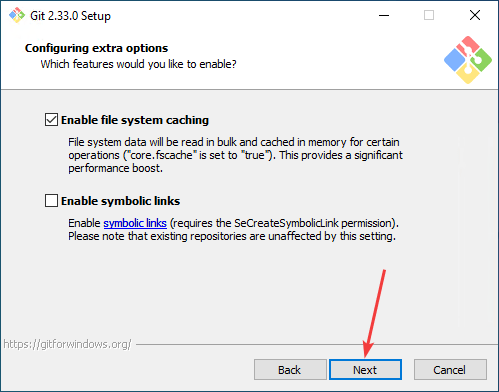 Git 2.33.0 Setup
Configuring extra options
Which features would you like to enable?
Enable file system caching
File system data will be read in bulk and cached in memory for certain
operations ("core.fscache" is set to "true"). This provides a significant
performance boost.
Enable symbolic links
Enable symbolic links (requires the SeCreateSymbolicLink permission).
Please note that existing repositories are unaffected by this setting.
https://gitforwindows.org/
Back
Next
Cancel